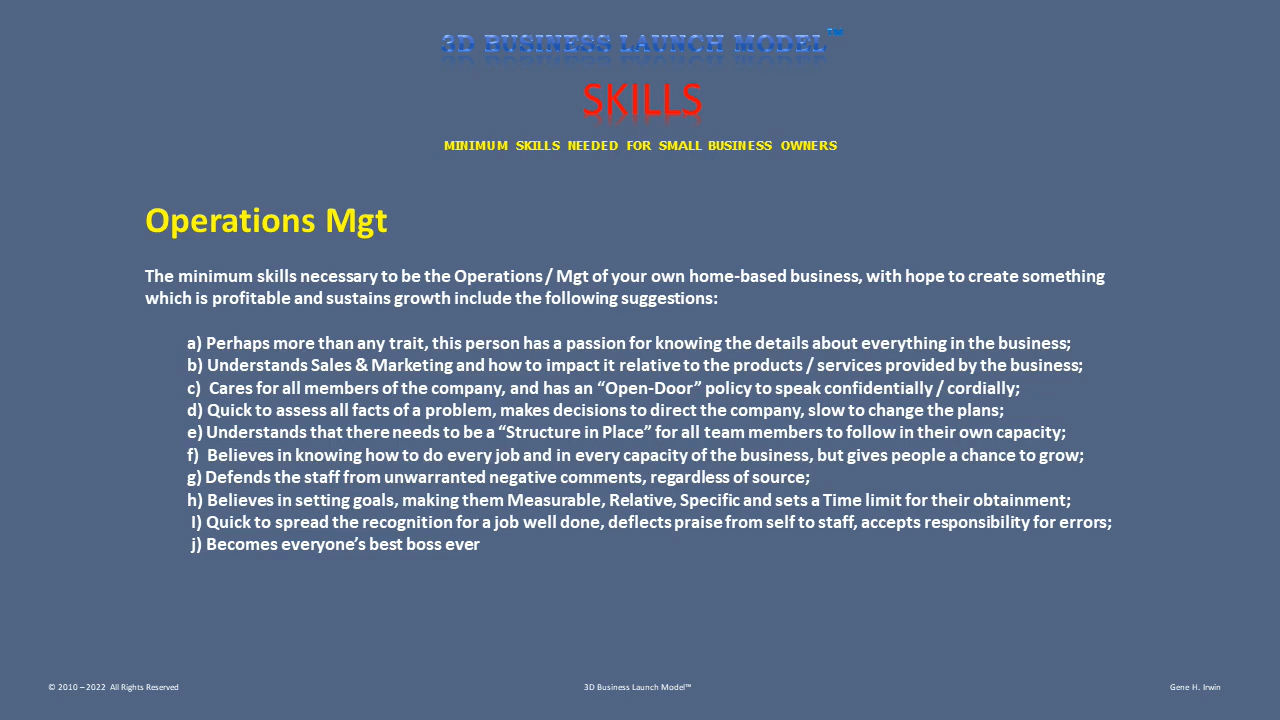 3D BUSINESS LAUNCH MODEL™
SKILLS
MINIMUM SKILLS NEEDED FOR SMALL BUSINESS OWNERS
Operations Mgt
The minimum skills necessary to be the Operations / Mgt of your own home-based business, with hope to create something
which is profitable and sustains growth include the following suggestions:
a) Perhaps more than any trait, this person has a passion for knowing the details about everything in the business;
b) Understands Sales & Marketing and how to impact it relative to the products / services provided by the business;
c) Cares for all members of the company, and has an “Open-Door” policy to speak confidentially / cordially;
d) Quick to assess all facts of a problem, makes decisions to direct the company, slow to change the plans;
e) Understands that there needs to be a “Structure in Place” for all team members to follow in their own capacity;
f) Believes in knowing how to do every job and in every capacity of the business, but gives people a chance to grow;
g) Defends the staff from unwarranted negative comments, regardless of source;
h) Believes in setting goals, making them Measurable, Relative, Specific and sets a Time limit for their obtainment;
I) Quick to spread the recognition for a job well done, deflects praise from self to staff, accepts responsibility for errors;
j) Becomes everyone’s best boss ever
© 2010 – 2022 All Rights Reserved
3D Business Launch Model™
Gene H. Irwin